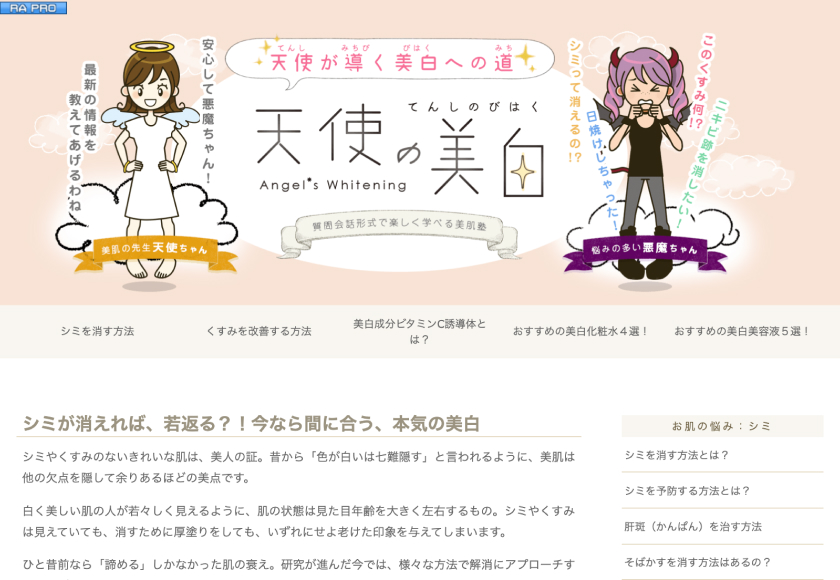 RA PRO
最新の情報を
教えてあげるわね
安心して悪魔ちゃん！
てんし みちび びはく みち
天使が導く美白への道
てんしのびはく
天使の美白
Angel*s Whitening
質問会話形式で楽しく学べる美肌塾
シミって消えるの!?
日焼けしちゃった！
このくすみ何!?
ニキビ跡を消したい！
美肌の先生天使ちゃん
悩みの多い悪魔ちゃん
シミを消す方法
くすみを改善する方法
美白成分ビタミンC誘導体と
は？
おすすめの美白化粧水４選！
おすすめの美白美容液５選！
シミが消えれば、若返る？！今なら間に合う、本気の美白
シミやくすみのないきれいな肌は、美人の証。昔から「色が白いは七難隠す」と言われるように、美肌は
他の欠点を隠して余りあるほどの美点です。
白く美しい肌の人が若々しく見えるように、肌の状態は見た目年齢を大きく左右するもの。シミやくすみ
は見えていても、消すために厚塗りをしても、いずれにせよ老けた印象を与えてしまいます。
ひと昔前なら「諦める」しかなかった肌の衰え。研究が進んだ今では、様々な方法で解消にアプローチす
お肌の悩み：シミ
シミを消す方法とは？
シミを予防する方法とは？
肝斑（かんぱん）を治す方法
そばかすを消す方法はあるの？